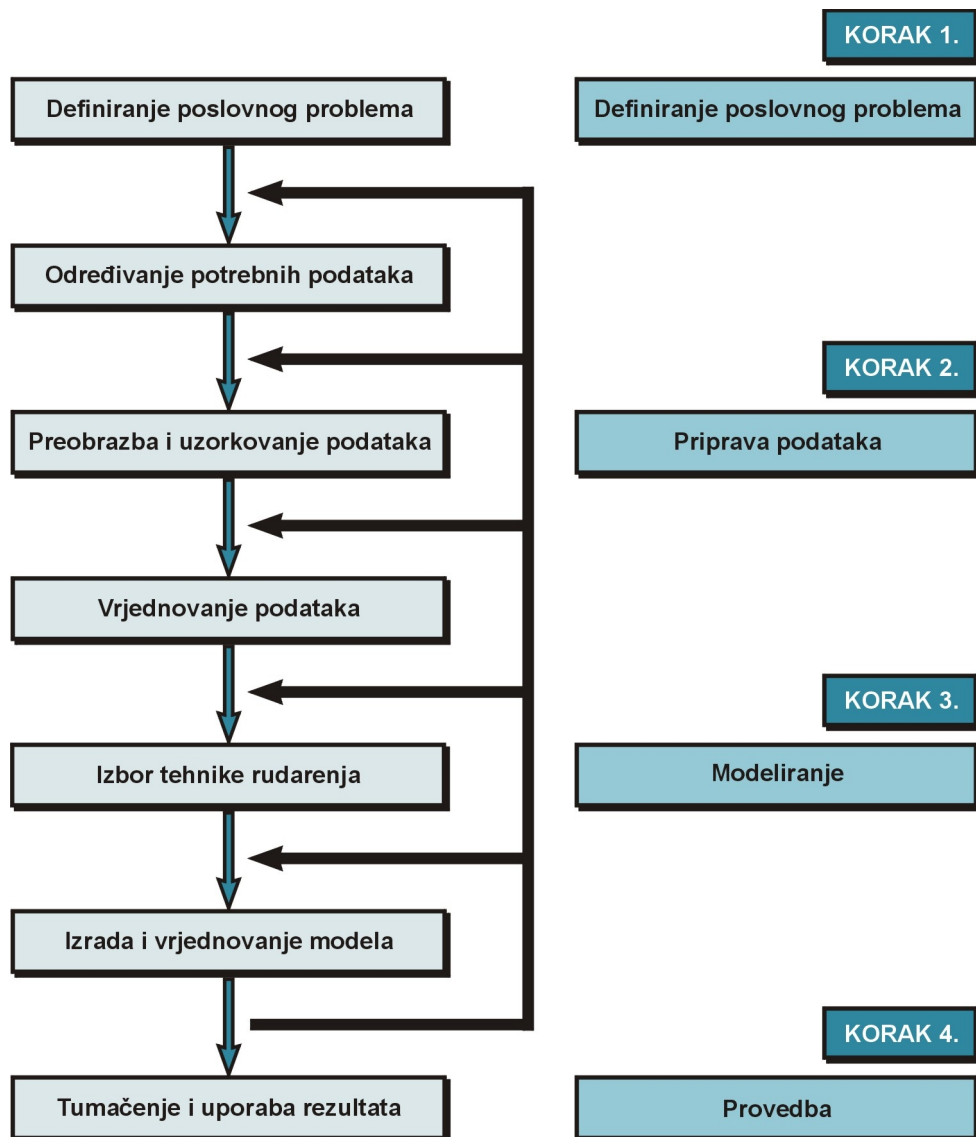 KORAK 1.
Definiranje poslovnog problema
Definiranje poslovnog problema
Određivanje potrebnih podataka
KORAK 2.
Preobrazba i uzorkovanje podataka
Priprava podataka
Vrjednovanje podataka
KORAK 3.
Izbor tehnike rudarenja
Modeliranje
Izrada i vrjednovanje modela
KORAK 4.
Tumačenje i uporaba rezultata
Provedba